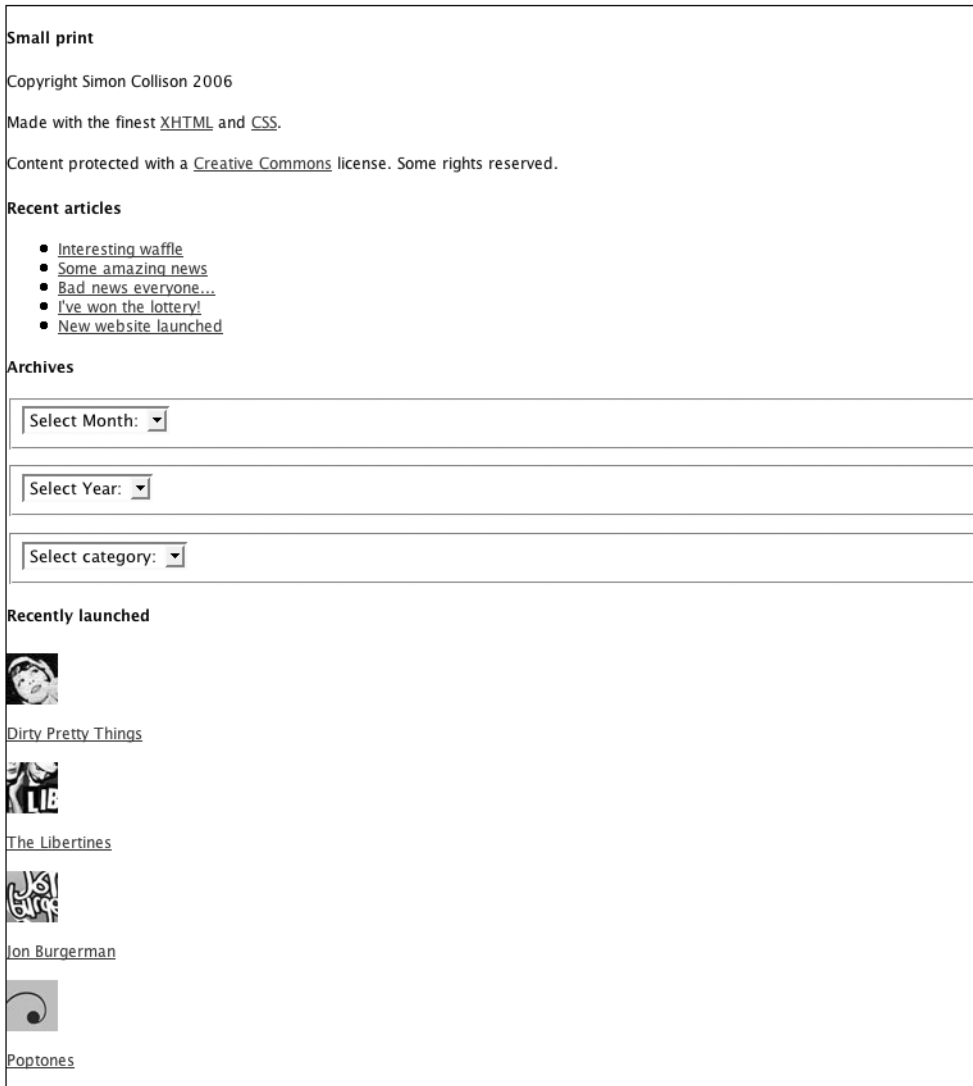 Small print
Copyright Simon Collison 2006
Made with the finest XHTML and CSS.
Content protected with a Creative Commons license. Some rights reserved.
Recent articles
Interesting waffle
Some amazing news
Bad news everyone...
I've won the lottery!
New website launched
Archives
Select Month:
Select Year:
Select category:
Recently launched
Dirty Pretty Things
LIB
The Libertines
Jon Burgerman
Poptones